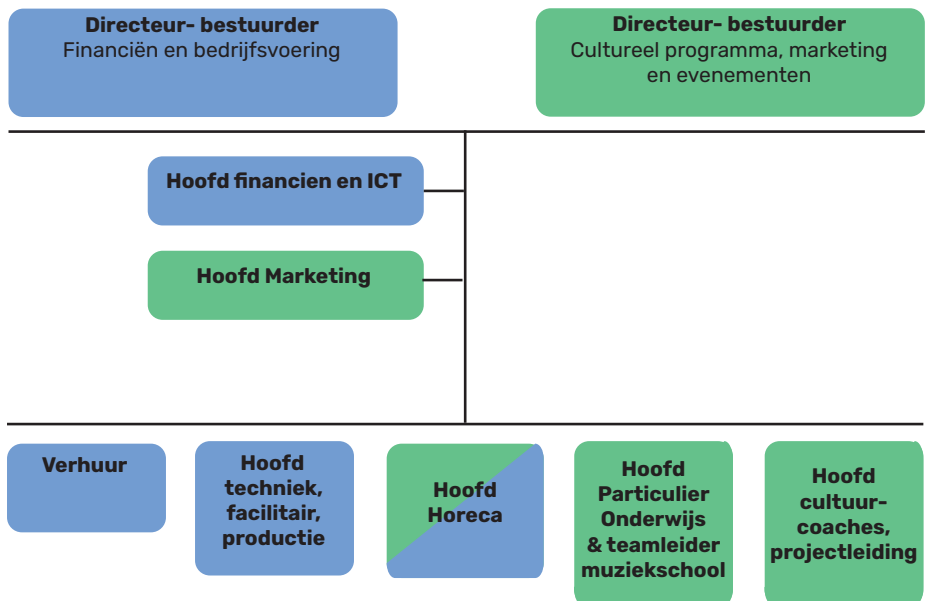 Directeur- bestuurder
Financiën en bedrijfsvoering
Directeur- bestuurder
Cultureel programma, marketing
en evenementen
Hoofd financien en ICT
Hoofd Marketing
Verhuur
Hoofd
techniek,
facilitair,
productie
Hoofd
Horeca
Hoofd
Particulier
Onderwijs
& teamleider
muziekschool
Hoofd
cultuur-
coaches,
projectleiding